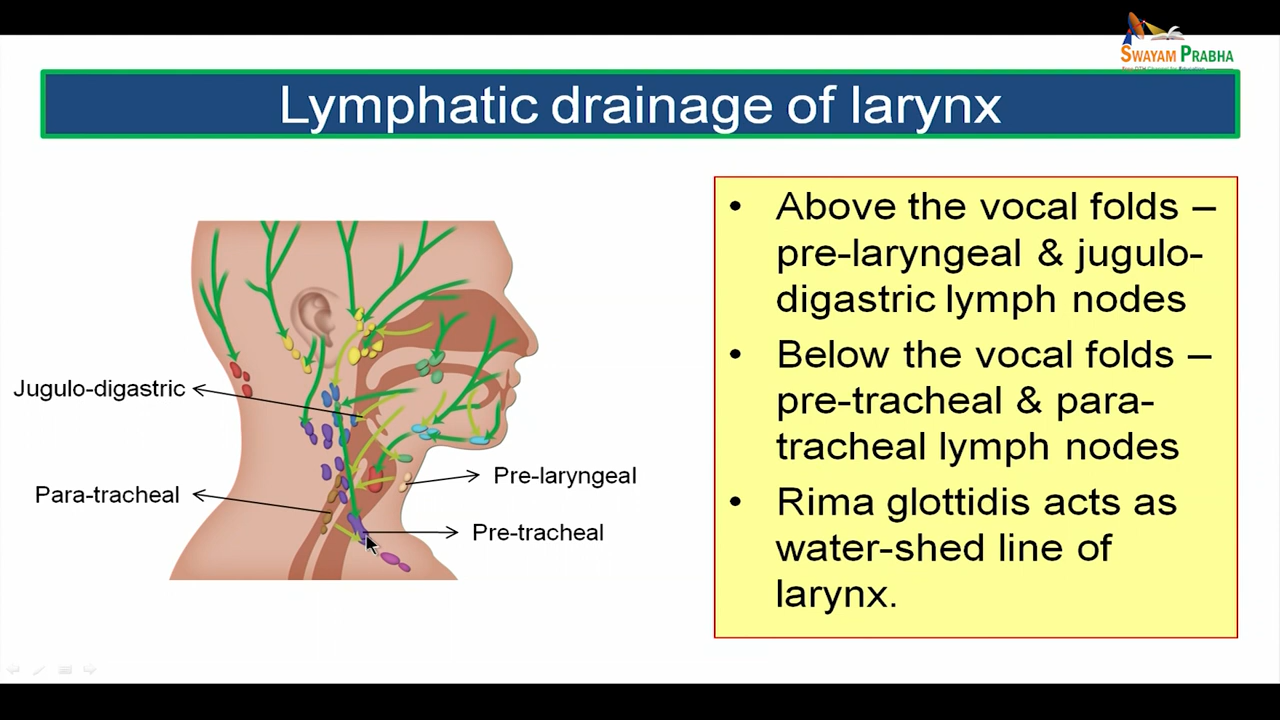 SWAYAM PRABHA
Lymphatic drainage of larynx
Jugulo-digastric
Para-tracheal
Pre-laryngeal
Pre-tracheal
• Above the vocal folds –
pre-laryngeal & jugulo-
digastric lymph nodes
• Below the vocal folds –
pre-tracheal & para-
tracheal lymph nodes
• Rima glottidis acts as
water-shed line of
larynx.